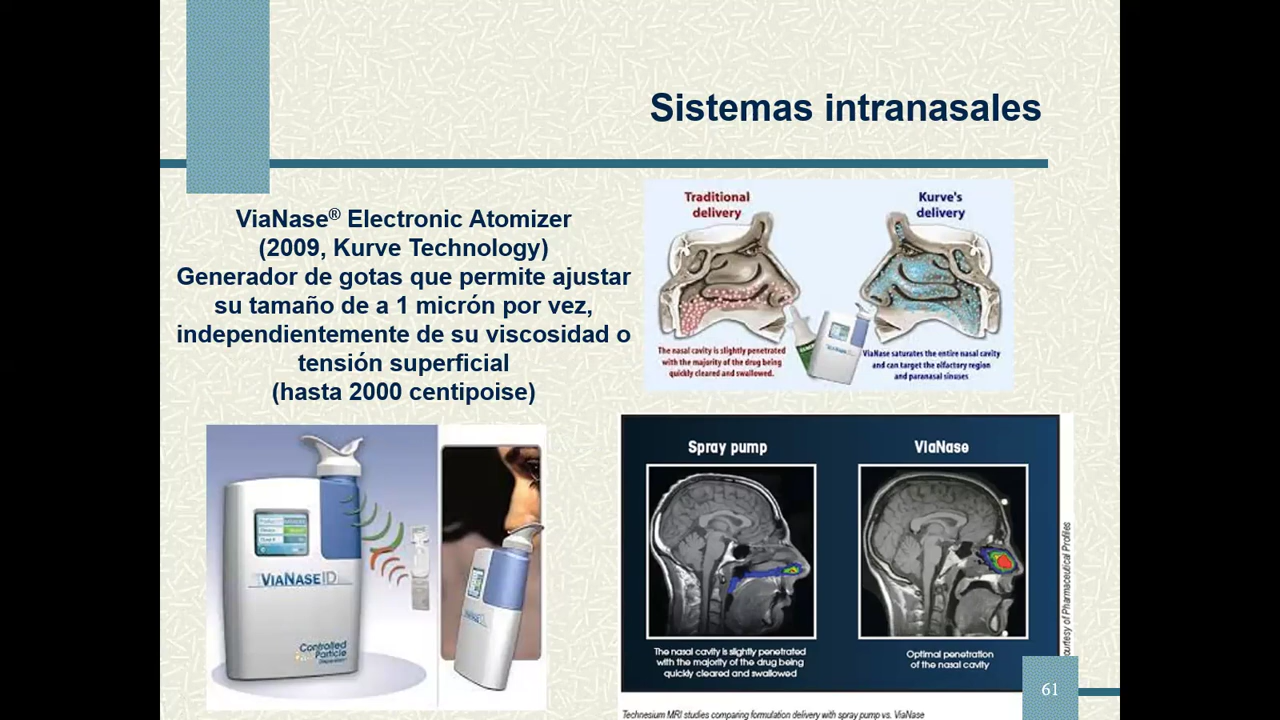 Sistemas intranasales
ViaNase® Electronic Atomizer
(2009, Kurve Technology)
Generador de gotas que permite ajustar
su tamaño de a 1 micrón por vez,
independientemente de su viscosidad o
tensión superficial
(hasta 2000 centipoise)
Traditional
delivery
Kurve's
delivery
The nasal cavity is slightly penetrated
with the majority of the drug being
quickly cleared and swallowed.
ViaNase saturates the entire nasal cavity
and can target the olfactory region
and paranasal sinuses
VIANASE ID
Controlled
Particle
Dispersion
Spray pump
ViaNase
The nasal cavity is slightly penetrated
with the majority of the drug being
quickly cleared and swallowed
Optimal penetration
of the nasal cavity
ourtesy of Pharmaceutical Profiles
Technesium MRI studies comparing formulation delivery with spray pump vs. ViaNase
61